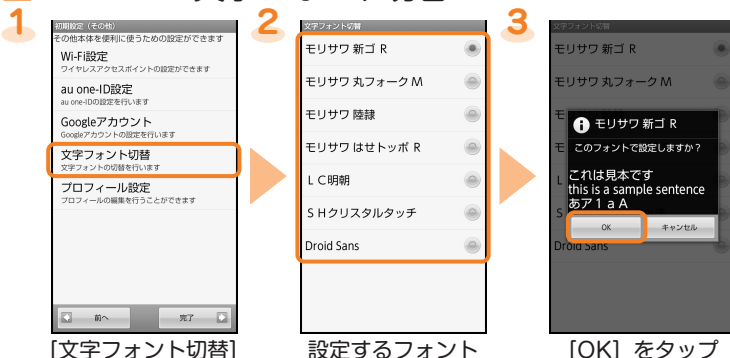 1
初期設定（その他）
その他本体を便利に使うための設定ができます
Wi-Fi設定
ワイヤレスアクセスポイントの設定ができます
au one-ID設定
au one-IDの設定を行います
Googleアカウント
Googleアカウントの設定を行います
文字フォント切替
文字フォントの切替を行います
プロフィール設定
プロフィールの編集を行うことができます
前へ
完了
[文字フォント切替]
2
文字フォント切替
モリサワ 新ゴ R
モリサワ 丸フォーク M
モリサワ 陸隷
モリサワ はせトッポ R
ＬＣ明朝
ＳＨクリスタルタッチ
Droid Sans
設定するフォント
3
文字フォント切替
モリサワ 新ゴ R
モリサワ 丸フォーク M
モリサワ 新ゴ R
このフォントで設定しますか？
これは見本です
this is a sample sentence
あア１ａＡ
OK
キャンセル
Droid Sans
[OK] をタップ